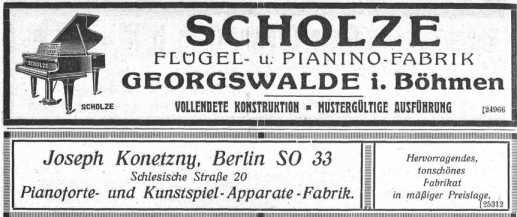 SCHOLZE
FLÜGEL- u. PIANINO-FABRIK
GEORGSWALDE i. Böhmen
VOLLENDETE KONSTRUKTION = MUSTERGÜLTIGE AUSFÜHRUNG
[24966
SCHOLZE
SCHOLZE
Joseph Konetzny, Berlin SO 33
Schlesische Straße 20
Pianoforte- und Kunstspiel-Apparate-Fabrik.
Hervorragendes,
tonschönes
Fabrikat
in mäßiger Preislage.
[25312